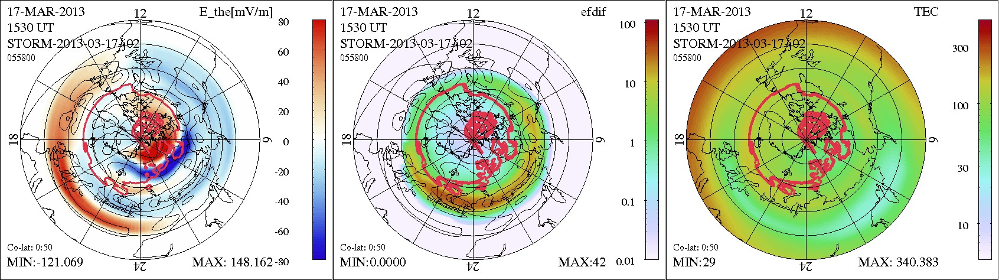 17-MAR-2013 12 E_the[mV/m]
1530 UT
STORM-2013-03-17-j02
055800
80
60
40
20
0
-20
-40
-60
-80
18
6
Co-lat: 0:50
MIN:-121.069 24 MAX: 148.162
17-MAR-2013 12 efdif
1530 UT
STORM-2013-03-17-j02
055800
100
10
1
0.1
0.01
18
6
Co-lat: 0:50
MIN:0.0000 24 MAX:42
17-MAR-2013 12 TEC
1530 UT
STORM-2013-03-17-j02
055800
300
100
30
10
18
6
Co-lat: 0:50
MIN:29 24 MAX: 340.383